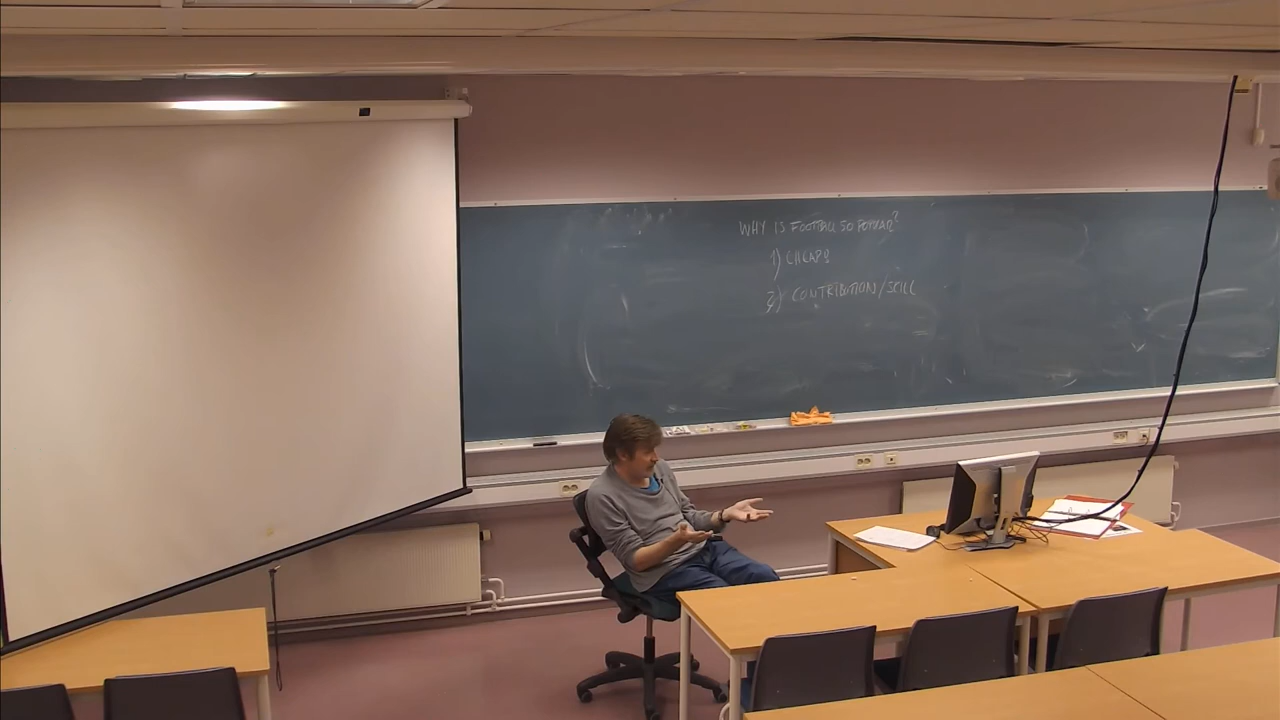 WHY IS FOOTBALL SO POPULAR?
1) CHEAP?
2) CONTRIBUTION/SKILL